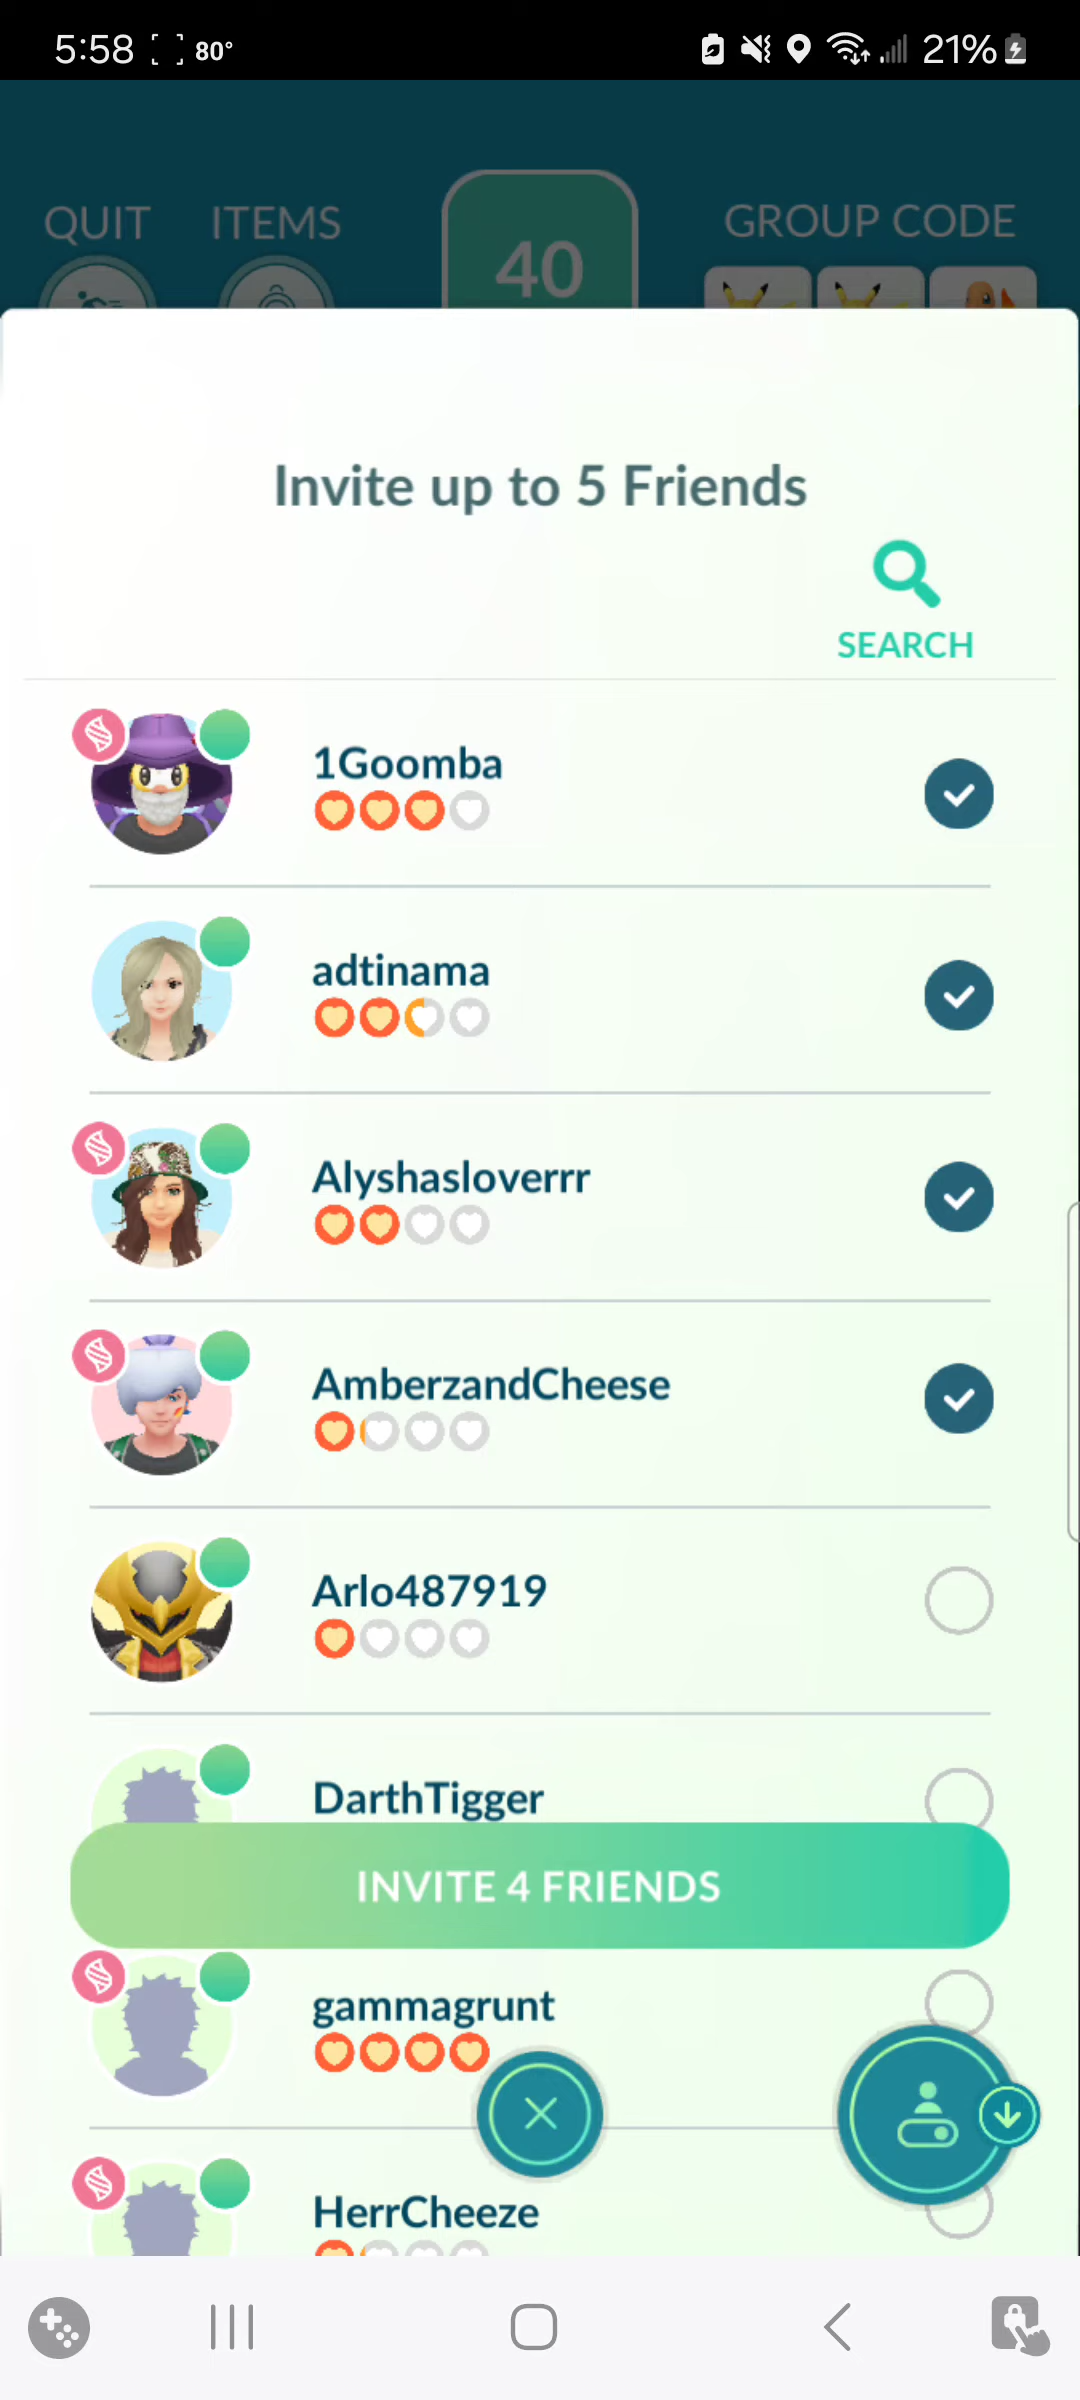 5:58 80° 21%
QUIT ITEMS 40 GROUP CODE
Invite up to 5 Friends
SEARCH
1Goomba
adtinama
Alyshasloverrr
AmberzandCheese
Arlo487919
DarthTigger
INVITE 4 FRIENDS
gammagrunt
HerrCheeze